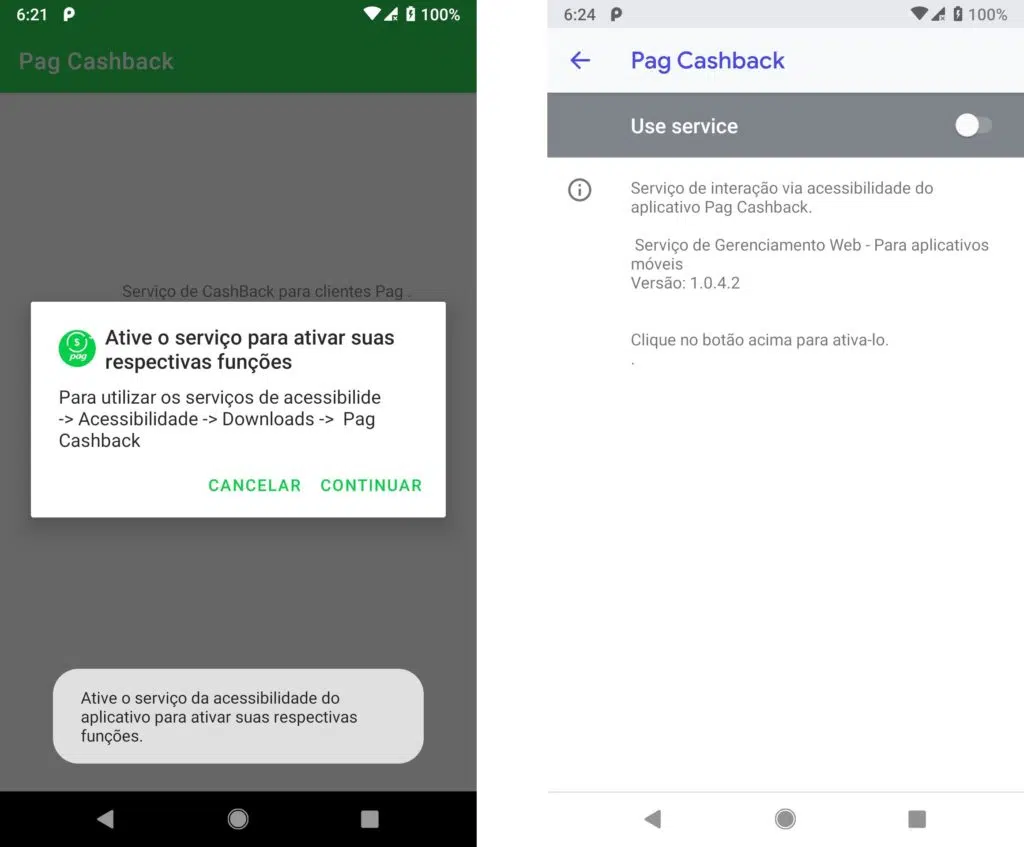 6:21
100%
Pag Cashback
Serviço de CashBack para clientes Pag .
$
pag
Ative o serviço para ativar suas
respectivas funções
Para utilizar os serviços de acessibilide
-> Acessibilidade -> Downloads -> Pag
Cashback
CANCELAR CONTINUAR
Ative o serviço da acessibilidade do
aplicativo para ativar suas respectivas
funções.
6:24
100%
Pag Cashback
Use service
Serviço de interação via acessibilidade do
aplicativo Pag Cashback.
Serviço de Gerenciamento Web - Para aplicativos
móveis
Versão: 1.0.4.2
Clique no botão acima para ativa-lo.
.